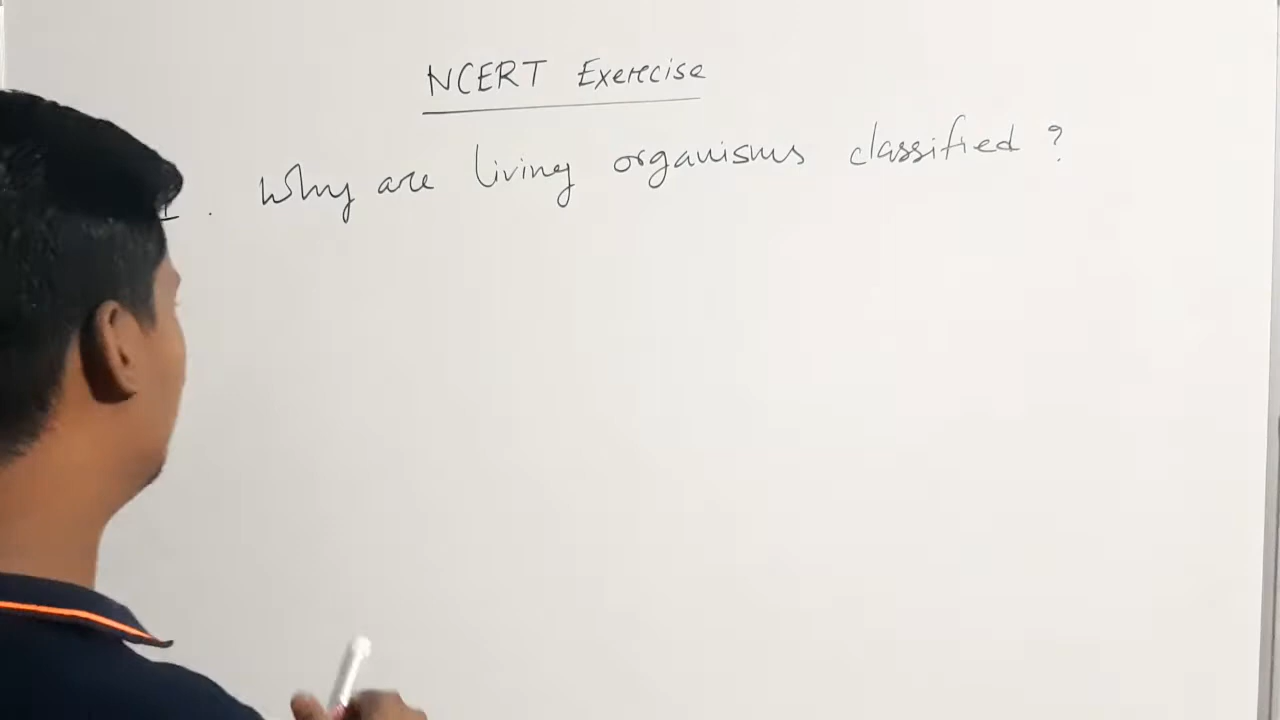 NCERT Exercise
1. Why are living organisms classified ?